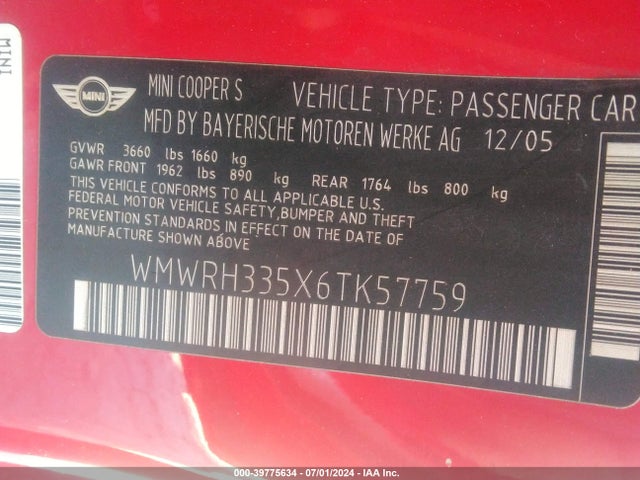 MINI
MINI
MINI COOPER S VEHICLE TYPE: PASSENGER CAR
MFD BY BAYERISCHE MOTOREN WERKE AG 12/05
GVWR 3660 lbs 1660 kg
GAWR FRONT 1962 lbs 890 kg REAR 1764 lbs 800 kg
THIS VEHICLE CONFORMS TO ALL APPLICABLE U.S.
FEDERAL MOTOR VEHICLE SAFETY,BUMPER AND THEFT
PREVENTION STANDARDS IN EFFECT ON THE DATE OF
MANUFACTURE SHOWN ABOVE.
WMWRH335X6TK57759
000-39775634 - 07/01/2024 - IAA Inc.